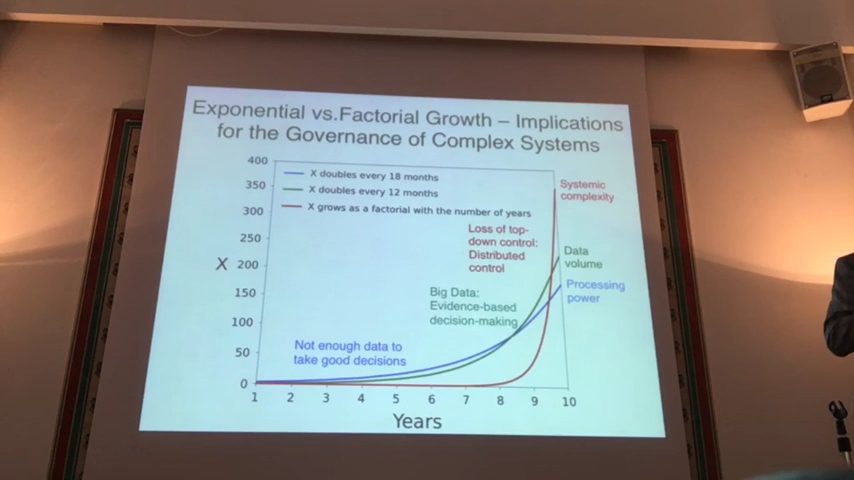 Exponential vs.Factorial Growth – Implications
for the Governance of Complex Systems
400
350
300
250
200
150
100
50
0
X
X doubles every 18 months
X doubles every 12 months
X grows as a factorial with the number of years
Systemic
complexity
Loss of top-
down control:
Distributed
control
Data
volume
Processing
power
Big Data:
Evidence-based
decision-making
Not enough data to
take good decisions
1 2 3 4 5 6 7 8 9 10
Years